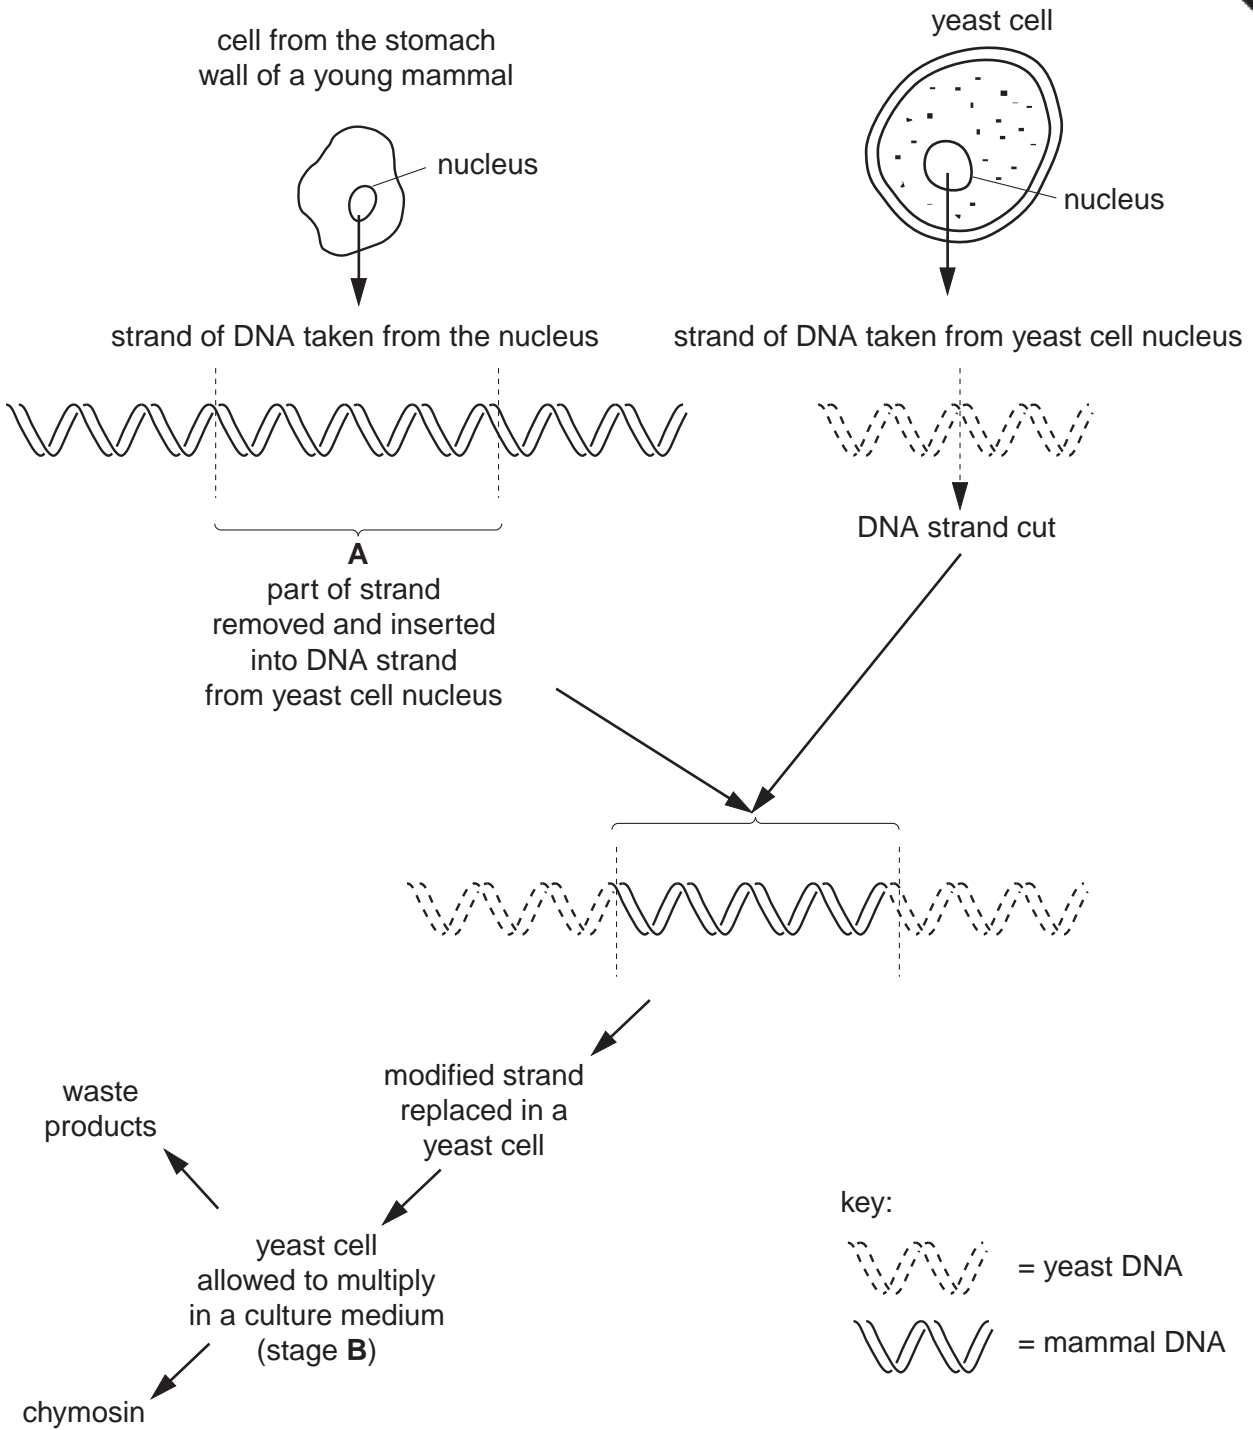 cell from the stomach
wall of a young mammal
nucleus
yeast cell
nucleus
strand of DNA taken from the nucleus
strand of DNA taken from yeast cell nucleus
A
part of strand
removed and inserted
into DNA strand
from yeast cell nucleus
DNA strand cut
modified strand
replaced in a
yeast cell
waste
products
yeast cell
allowed to multiply
in a culture medium
(stage B)
chymosin
key:
= yeast DNA
= mammal DNA